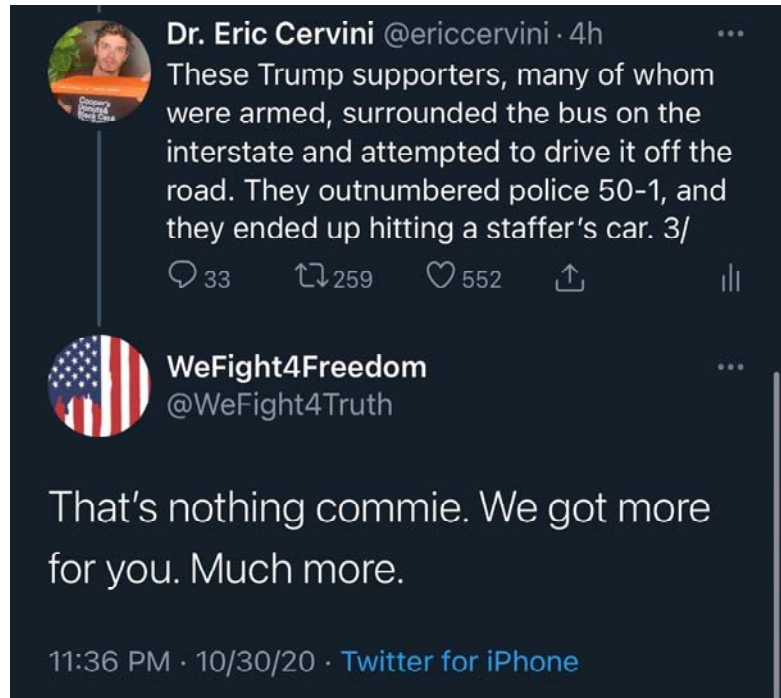 Dr. Eric Cervini @ericcervini · 4h
These Trump supporters, many of whom
were armed, surrounded the bus on the
interstate and attempted to drive it off the
road. They outnumbered police 50-1, and
they ended up hitting a staffer's car. 3/
33 259 552
WeFight4Freedom
@WeFight4Truth
That's nothing commie. We got more
for you. Much more.
11:36 PM · 10/30/20 · Twitter for iPhone